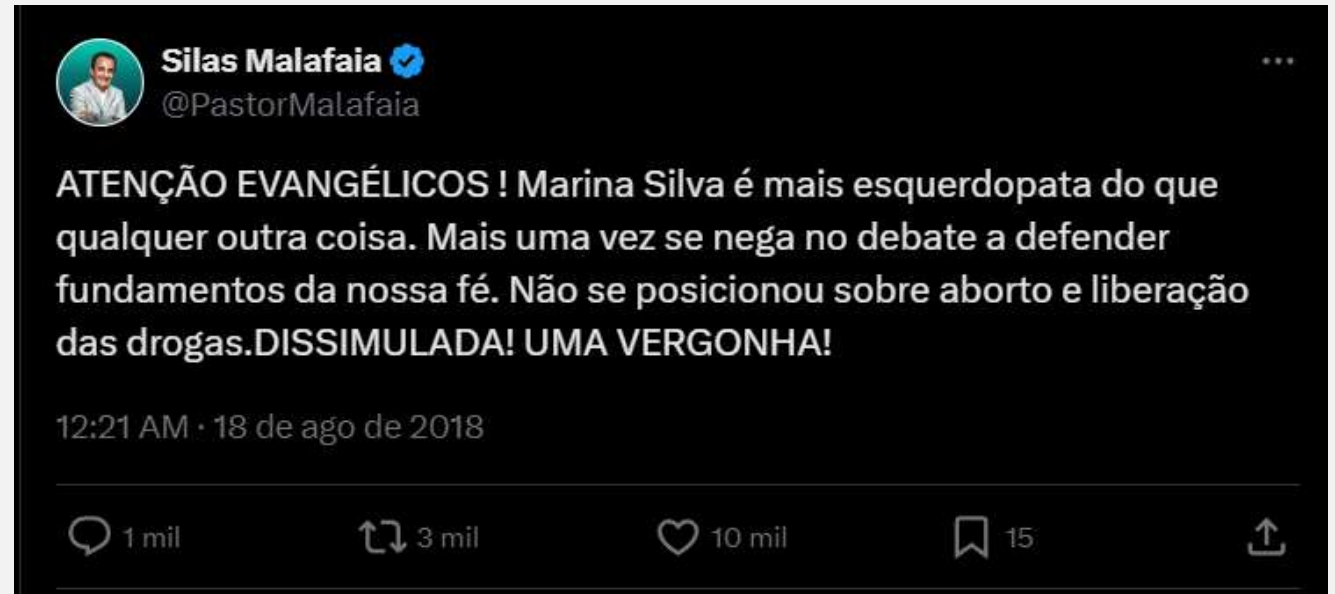 Silas Malafaia
@PastorMalafaia
ATENÇÃO EVANGÉLICOS ! Marina Silva é mais esquerdopata do que
qualquer outra coisa. Mais uma vez se nega no debate a defender
fundamentos da nossa fé. Não se posicionou sobre aborto e liberação
das drogas.DISSIMULADA! UMA VERGONHA!
12:21 AM · 18 de ago de 2018
1 mil 3 mil 10 mil 15